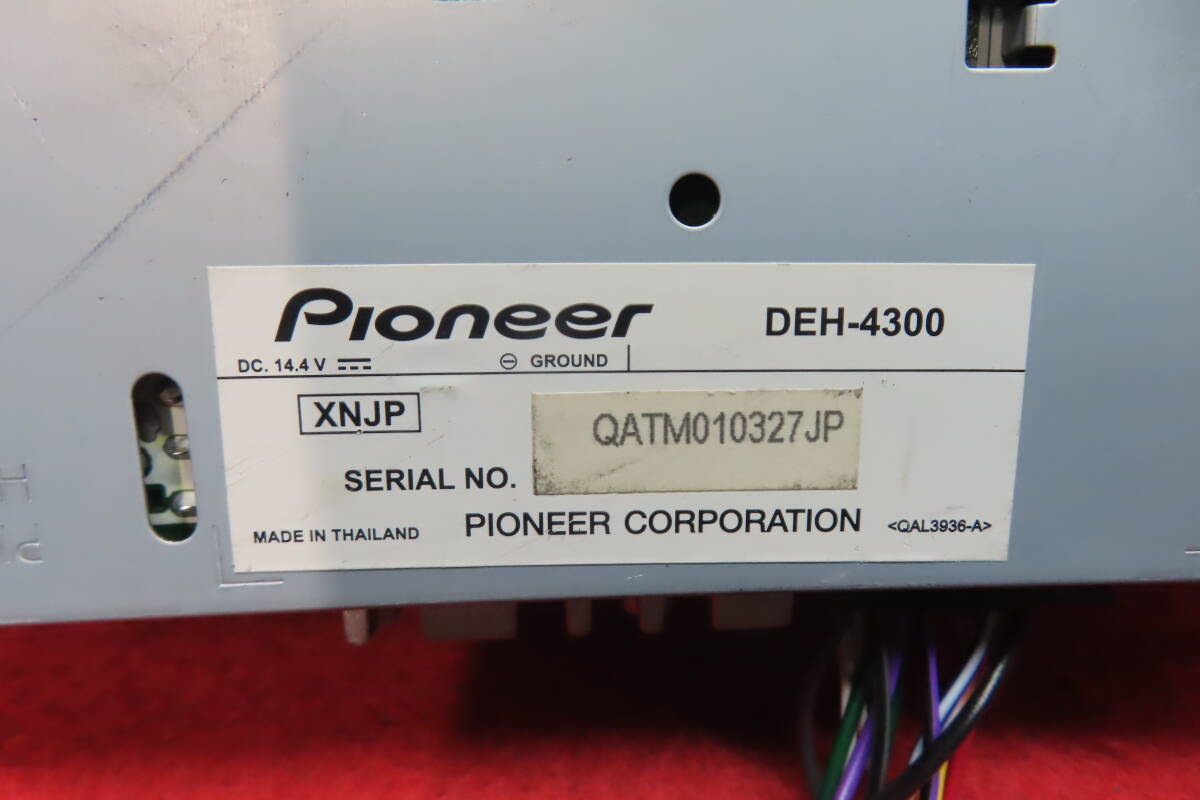 Pioneer DEH-4300
DC. 14.4 V ⊖ GROUND
XNJP
QATM010327JP
SERIAL NO.
MADE IN THAILAND PIONEER CORPORATION <QAL3936-A>